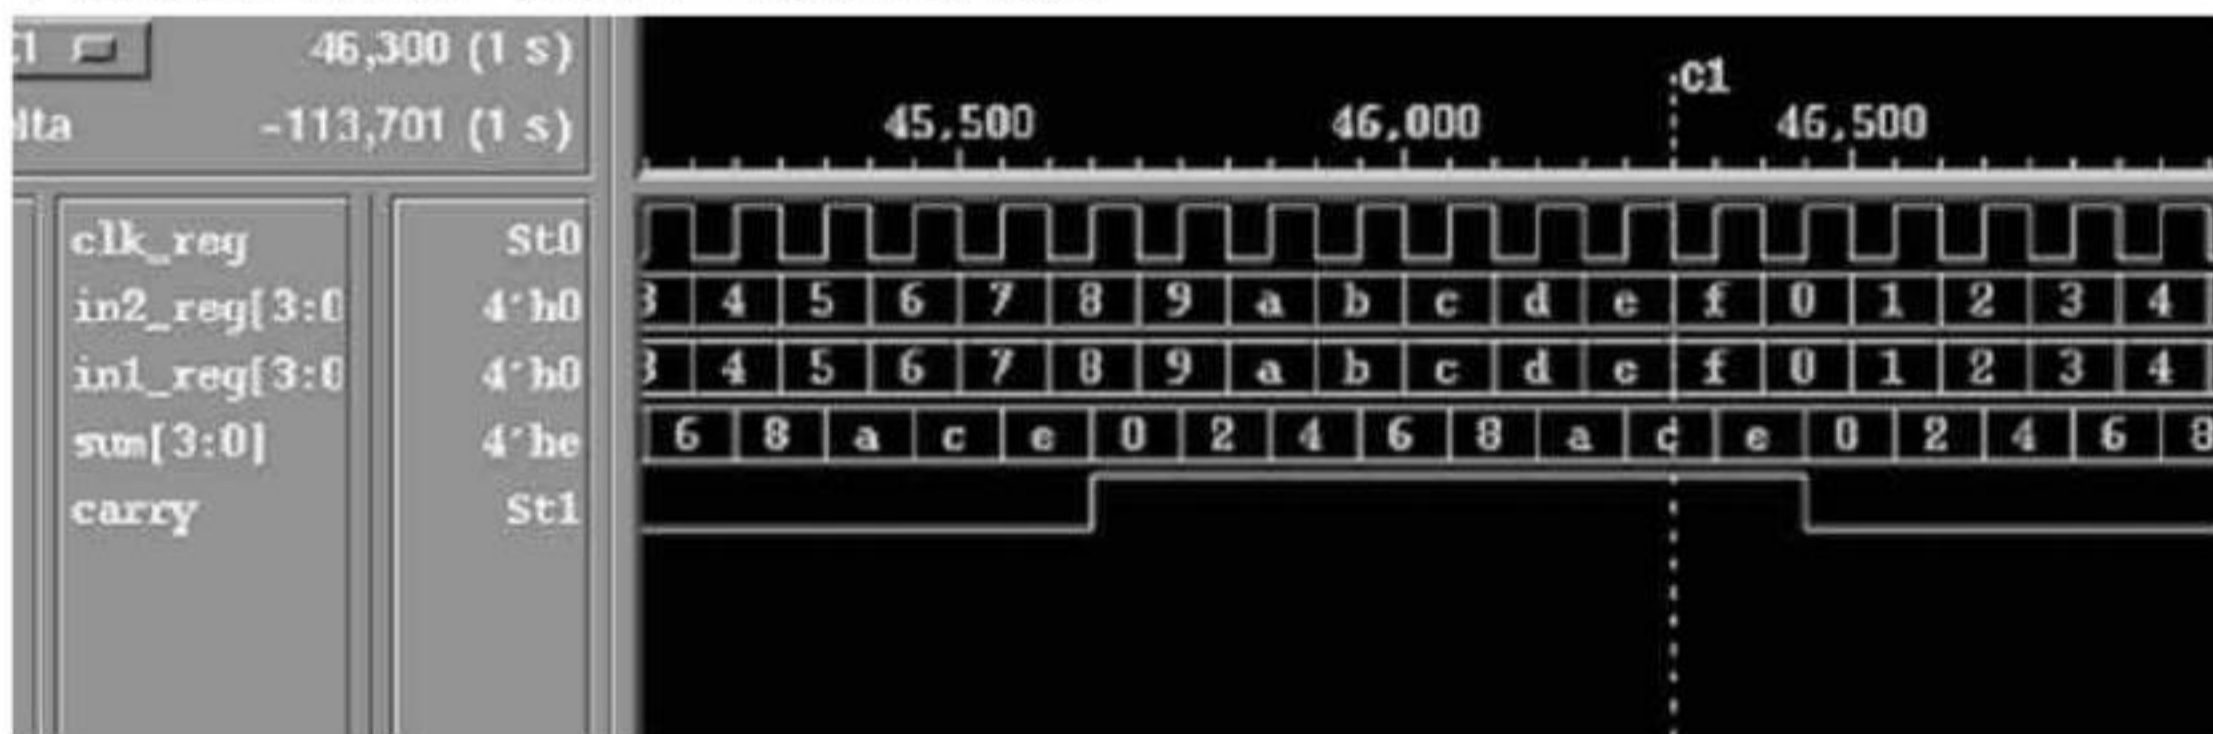 46,300 (1 s)
C1
lta -113,701 (1 s)
45,500 46,000 46,500
clk_reg St0
in2_reg[3:0 4'h0 3 4 5 6 7 8 9 a b c d e f 0 1 2 3 4
in1_reg[3:0 4'h0 3 4 5 6 7 8 9 a b c d e f 0 1 2 3 4
sum[3:0] 4'he 6 8 a c e 0 2 4 6 8 a c e 0 2 4 6 8
carry St1